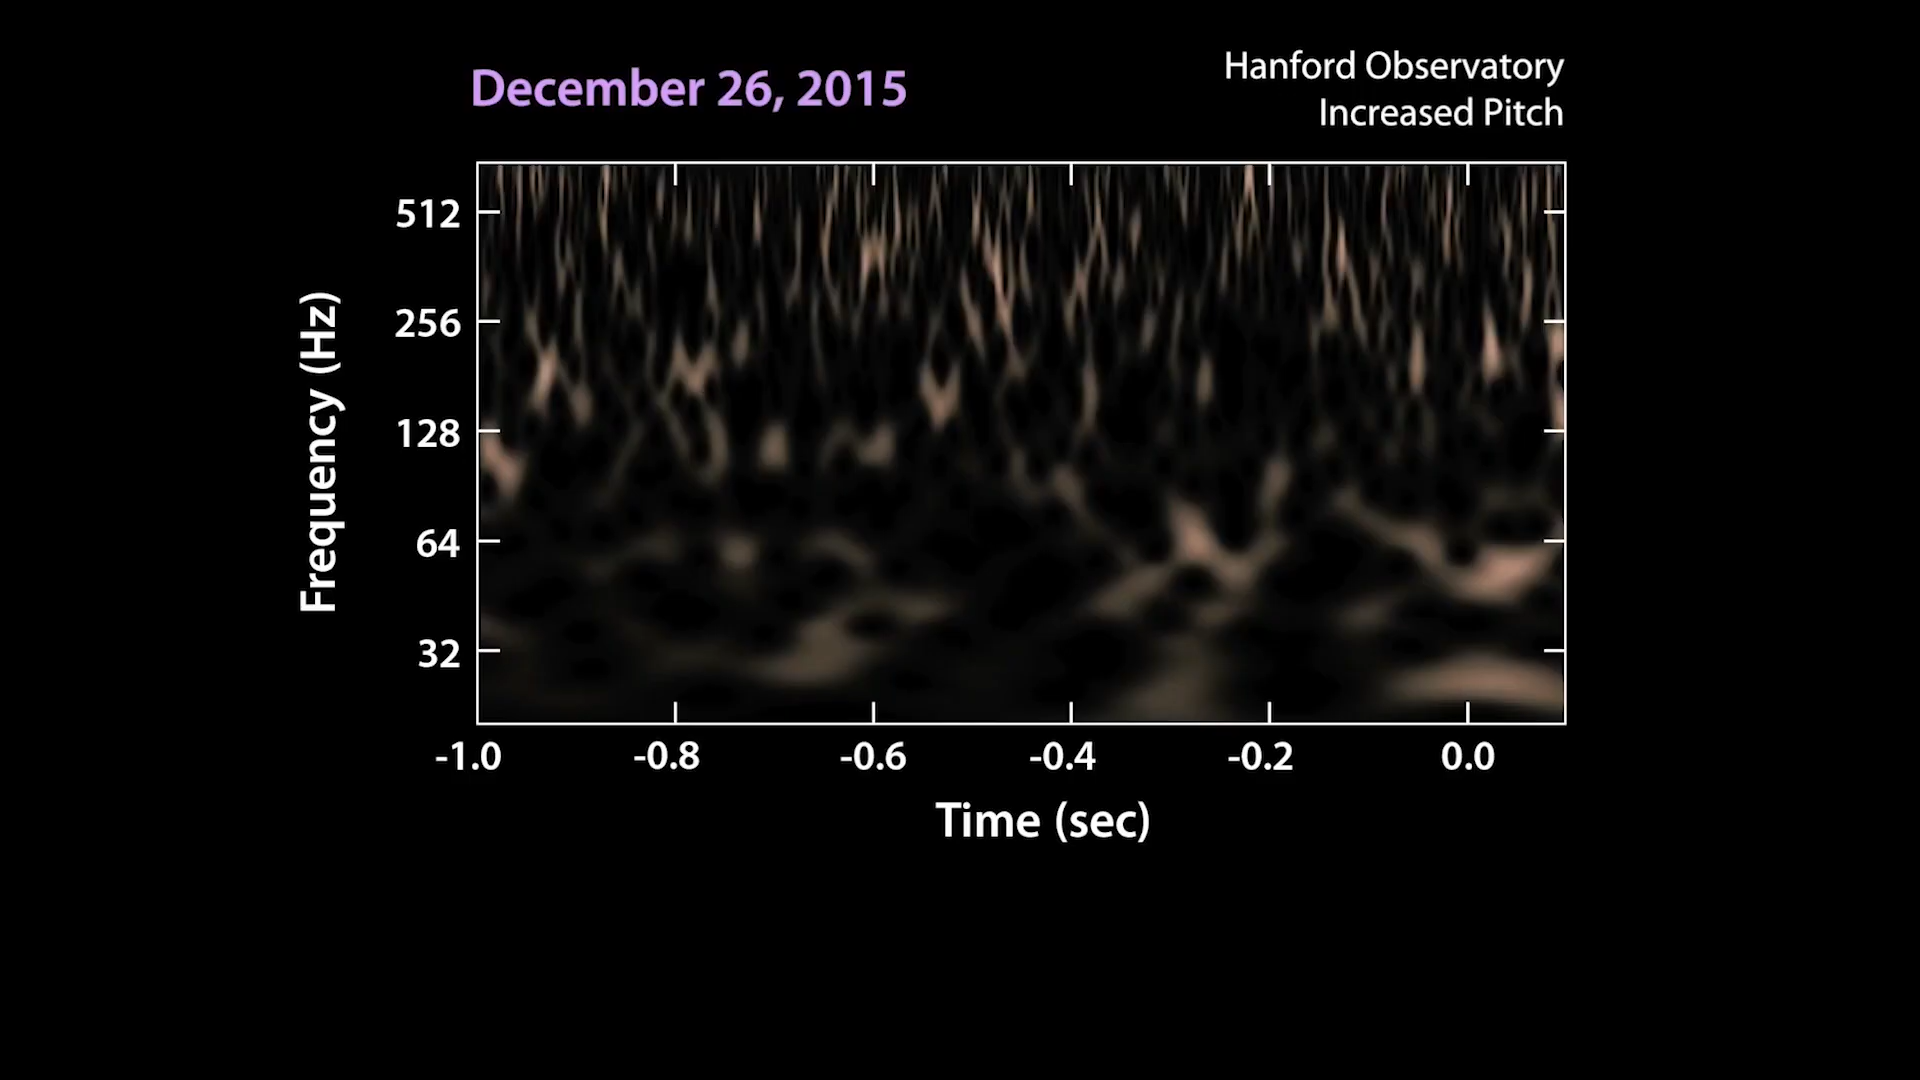 December 26, 2015
Hanford Observatory
Increased Pitch
512
256
128
64
32
Frequency (Hz)
-1.0 -0.8 -0.6 -0.4 -0.2 0.0
Time (sec)